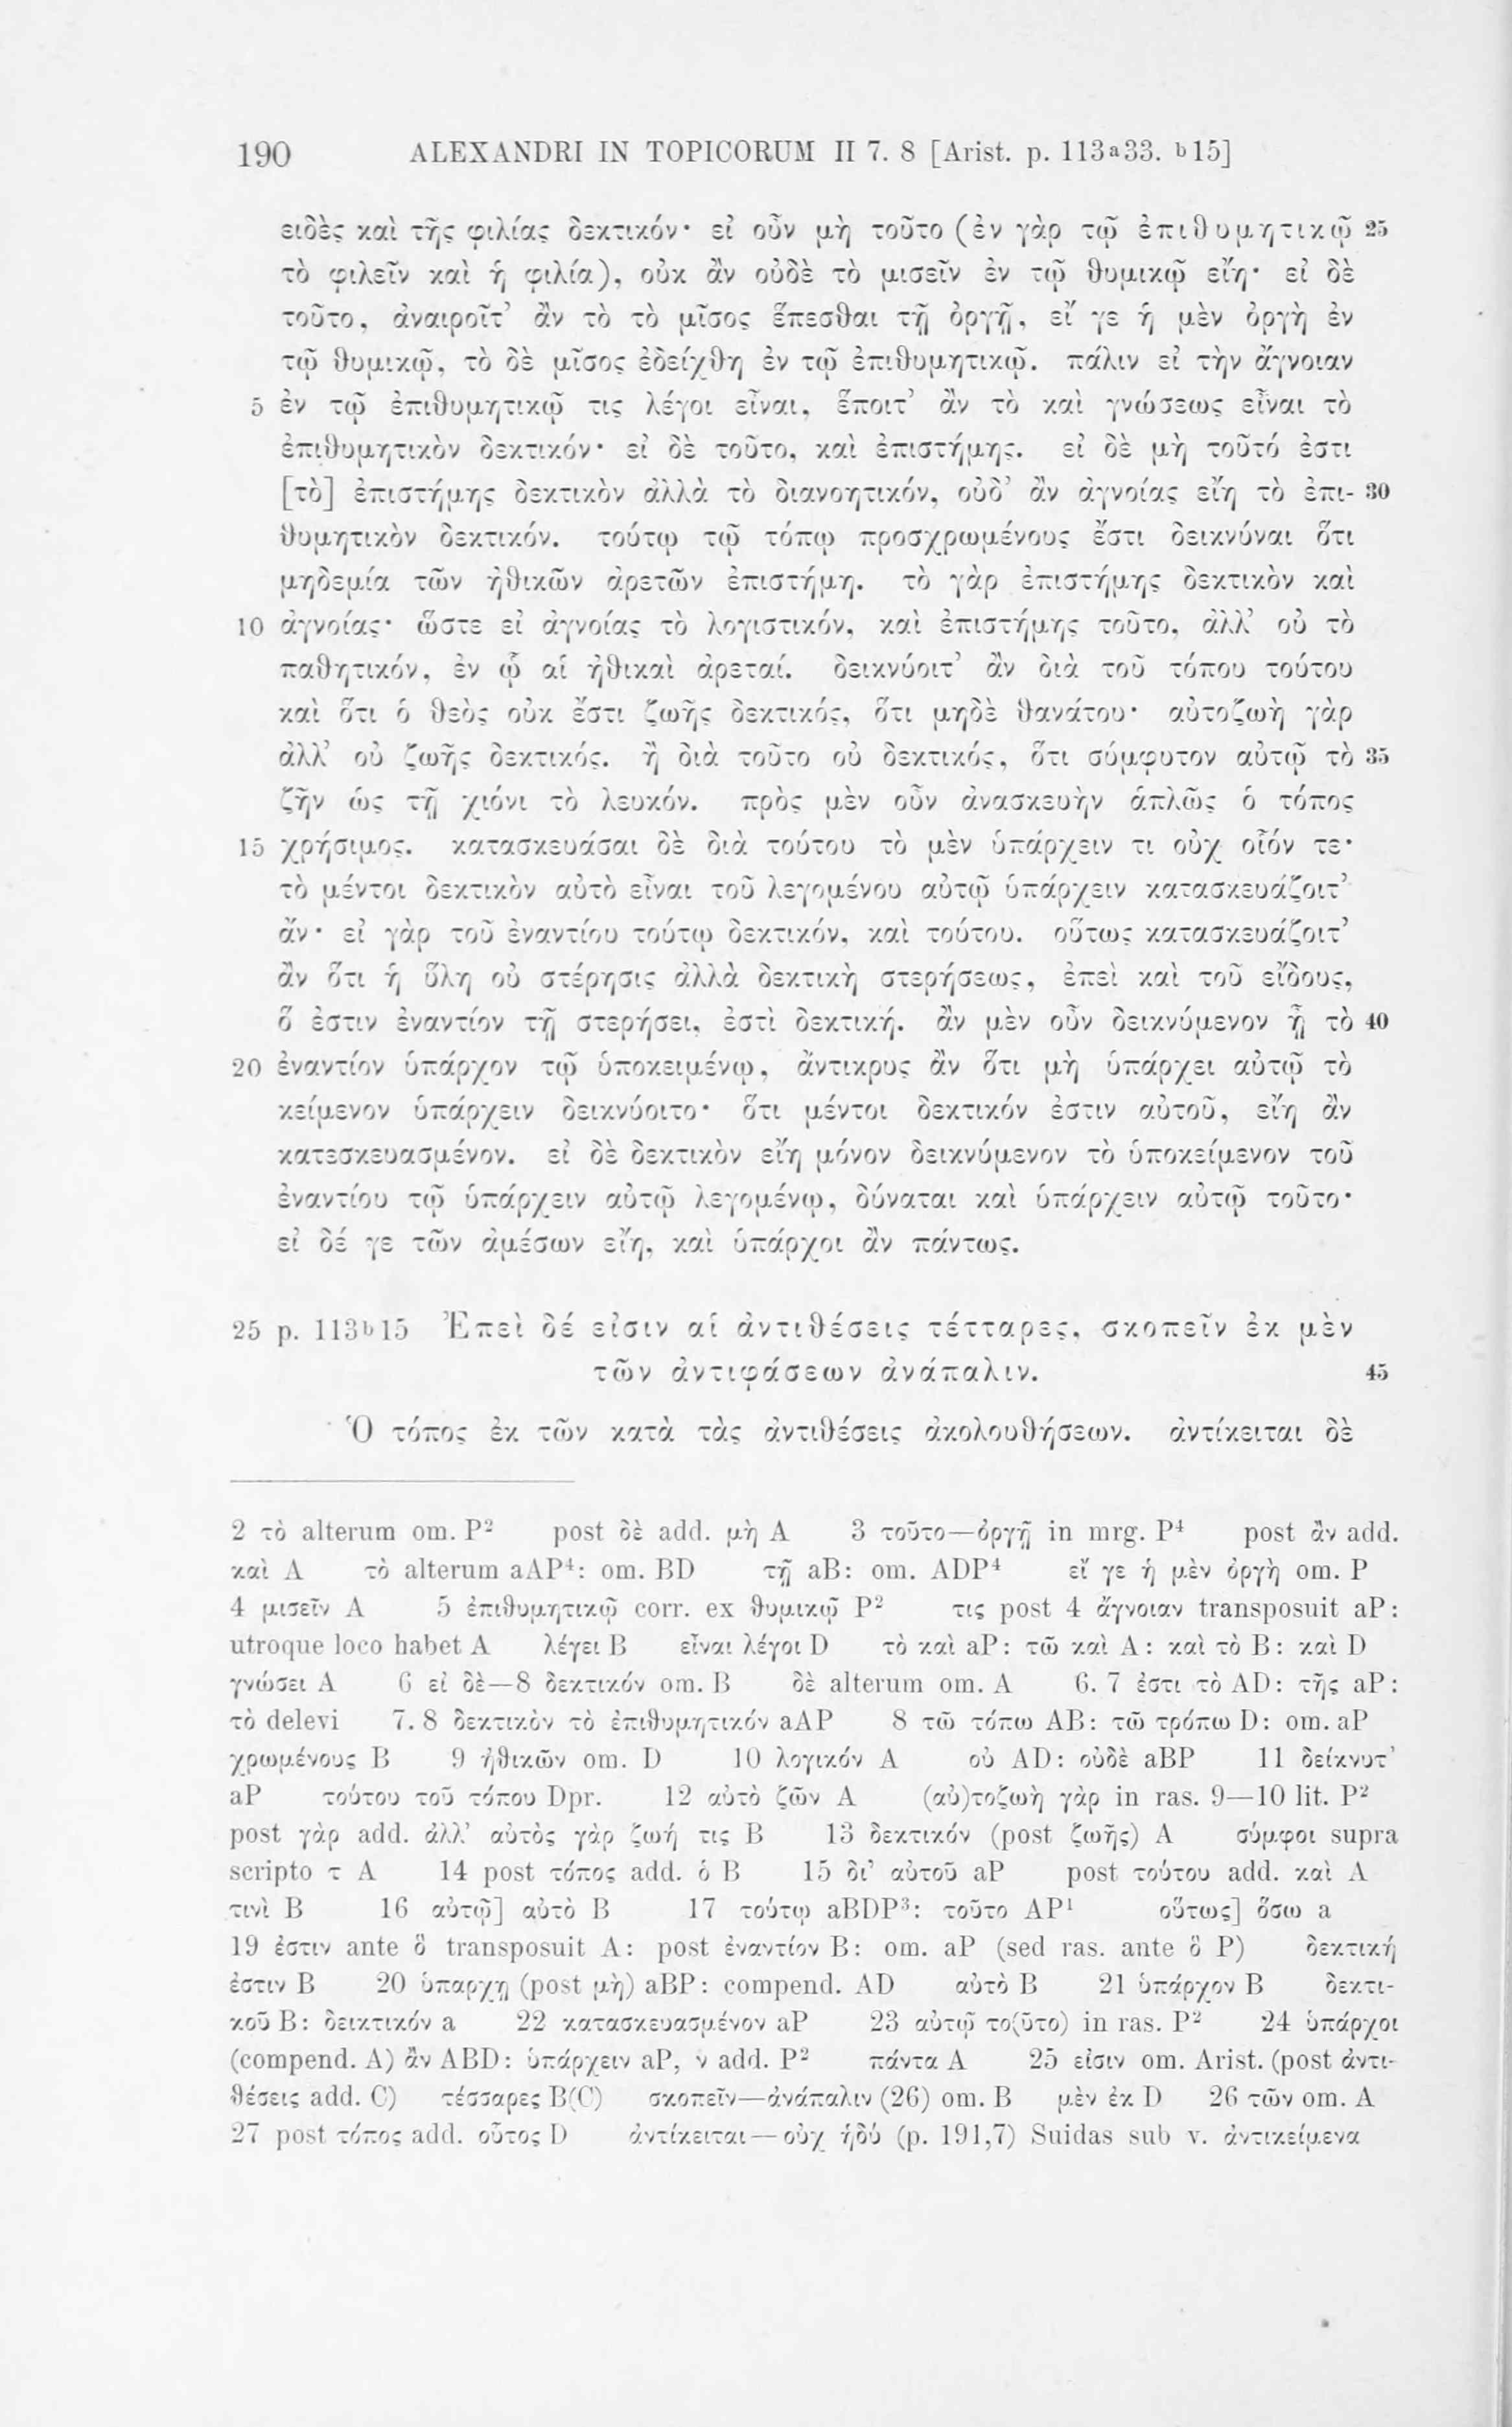 190 ALEXANDRI IN TOPICORUM II 7. 8 [Arist. p. 113a33. b15]
ειδὲς καὶ τῆς φιλίας δεκτικόν· εἰ οὖν μὴ τοῦτο (ἐν γὰρ τῷ ἐπιθυμητικῷ 25
τὸ φιλεῖν καὶ ἡ φιλία), οὐκ ἂν οὐδὲ τὸ μισεῖν ἐν τῷ θυμικῷ εἴη· εἰ δὲ
τοῦτο, ἀναιροῖτ’ ἂν τὸ τὸ μῖσος ἕπεσθαι τῇ ὀργῇ, εἴ γε ἡ μὲν ὀργὴ ἐν
τῷ θυμικῷ, τὸ δὲ μῖσος ἐδείχθη ἐν τῷ ἐπιθυμητικῷ. πάλιν εἰ τὴν ἄγνοιαν
5 ἐν τῷ ἐπιθυμητικῷ τις λέγοι εἶναι, ἕποιτ’ ἂν τὸ καὶ γνώσεως εἶναι τὸ
ἐπιθυμητικὸν δεκτικόν· εἰ δὲ τοῦτο, καὶ ἐπιστήμης. εἰ δὲ μὴ τοῦτό ἐστι
[τὸ] ἐπιστήμης δεκτικὸν ἀλλὰ τὸ διανοητικόν, οὐδ’ ἂν ἀγνοίας εἴη τὸ ἐπι- 30
θυμητικὸν δεκτικόν. τούτῳ τῷ τόπῳ προσχρωμένους ἔστι δεικνύναι ὅτι
μηδεμία τῶν ἠθικῶν ἀρετῶν ἐπιστήμη. τὸ γὰρ ἐπιστήμης δεκτικὸν καὶ
10 ἀγνοίας· ὥστε εἰ ἀγνοίας τὸ λογιστικόν, καὶ ἐπιστήμης τοῦτο, ἀλλ’ οὐ τὸ
παθητικόν, ἐν ᾧ αἱ ἠθικαὶ ἀρεταί. δεικνύοιτ’ ἂν διὰ τοῦ τόπου τούτου
καὶ ὅτι ὁ θεὸς οὐκ ἔστι ζωῆς δεκτικός, ὅτι μηδὲ θανάτου· αὐτοζωὴ γὰρ
ἀλλ’ οὐ ζωῆς δεκτικός. ἢ διὰ τοῦτο οὐ δεκτικός, ὅτι σύμφυτον αὐτῷ τὸ 35
ζῆν ὡς τῇ χιόνι τὸ λευκόν. πρὸς μὲν οὖν ἀνασκευὴν ἁπλῶς ὁ τόπος
15 χρήσιμος. κατασκευάσαι δὲ διὰ τούτου τὸ μὲν ὑπάρχειν τι οὐχ οἷόν τε·
τὸ μέντοι δεκτικὸν αὐτὸ εἶναι τοῦ λεγομένου αὐτῷ ὑπάρχειν κατασκευάζοιτ’
ἄν· εἰ γὰρ τοῦ ἐναντίου τούτῳ δεκτικόν, καὶ τούτου. οὕτως κατασκευάζοιτ’
ἂν ὅτι ἡ ὕλη οὐ στέρησις ἀλλὰ δεκτικὴ στερήσεως, ἐπεὶ καὶ τοῦ εἴδους,
ὅ ἐστιν ἐναντίον τῇ στερήσει, ἐστὶ δεκτική. ἂν μὲν οὖν δεικνύμενον ᾖ τὸ 40
20 ἐναντίον ὑπάρχον τῷ ὑποκειμένῳ, ἄντικρυς ἂν ὅτι μὴ ὑπάρχει αὐτῷ τὸ
κείμενον ὑπάρχειν δεικνύοιτο· ὅτι μέντοι δεκτικόν ἐστιν αὐτοῦ, εἴη ἂν
κατεσκευασμένον. εἰ δὲ δεκτικὸν εἴη μόνον δεικνύμενον τὸ ὑποκείμενον τοῦ
ἐναντίου τῷ ὑπάρχειν αὐτῷ λεγομένῳ, δύναται καὶ ὑπάρχειν αὐτῷ τοῦτο·
εἰ δέ γε τῶν ἀμέσων εἴη, καὶ ὑπάρχοι ἂν πάντως.
25 p. 113b15 Ἐπεὶ δέ εἰσιν αἱ ἀντιθέσεις τέτταρες, σκοπεῖν ἐκ μὲν
τῶν ἀντιφάσεων ἀνάπαλιν. 45
Ὁ τόπος ἐκ τῶν κατὰ τὰς ἀντιθέσεις ἀκολουθήσεων. ἀντίκειται δὲ
2 τὸ alterum om. P² post δὲ add. μὴ A 3 τοῦτο—ὀργῇ in mrg. P⁴ post ἂν add.
καὶ A τὸ alterum aAP⁴: om. BD τῇ aB: om. ADP⁴ εἴ γε ἡ μὲν ὀργὴ om. P
4 μισεῖν A 5 ἐπιθυμητικῷ corr. ex θυμικῷ P² τις post 4 ἄγνοιαν transposuit aP:
utroque loco habet A λέγει B εἶναι λέγοι D τὸ καὶ aP: τῶ καὶ A: καὶ τὸ B: καὶ D
γνώσει A 6 εἰ δὲ—8 δεκτικόν om. B δὲ alterum om. A 6. 7 ἐστι τὸ AD: τῆς aP:
τὸ delevi 7. 8 δεκτικὸν τὸ ἐπιθυμητικόν aAP 8 τῶ τόπω AB: τῶ τρόπω D: om. aP
χρωμένους B 9 ἠθικῶν om. D 10 λογικόν A οὐ AD: οὐδὲ aBP 11 δείκνυτ’
aP τούτου τοῦ τόπου Dpr. 12 αὐτὸ ζῶν A (αὐ)τοζωὴ γὰρ in ras. 9—10 lit. P²
post γὰρ add. ἀλλ’ αὐτὸς γὰρ ζωή τις B 13 δεκτικόν (post ζωῆς) A σύμφοι supra
scripto τ A 14 post τόπος add. ὁ B 15 δι’ αὐτοῦ aP post τούτου add. καὶ A
τινὶ B 16 αὐτῷ] αὐτὸ B 17 τούτῳ aBDP³: τοῦτο AP¹ οὕτως] ὅσω a
19 ἐστιν ante ὅ transposuit A: post ἐναντίον B: om. aP (sed ras. ante ὅ P) δεκτική
ἐστιν B 20 ὑπαρχῃ (post μὴ) aBP: compend. AD αὐτὸ B 21 ὑπάρχον B δεκτι-
κοῦ B: δεικτικόν a 22 κατασκευασμένον aP 23 αὐτῷ το(ῦτο) in ras. P² 24 ὑπάρχοι
(compend. A) ἂν ABD: ὑπάρχειν aP, ν add. P² πάντα A 25 εἰσιν om. Arist. (post ἀντι-
θέσεις add. C) τέσσαρες B(C) σκοπεῖν—ἀνάπαλιν (26) om. B μὲν ἐκ D 26 τῶν om. A
27 post τόπος add. οὗτος D ἀντίκειται—οὐχ ἡδύ (p. 191,7) Suidas sub v. ἀντικείμενα